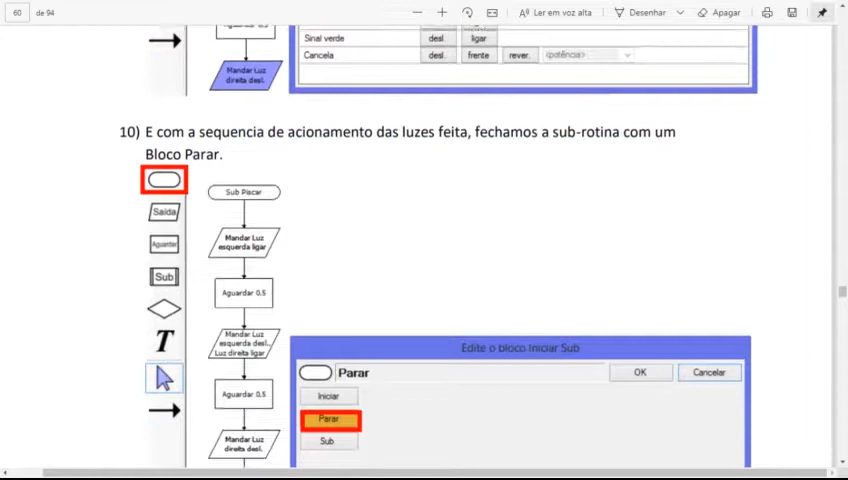 60 de 94
Ler em voz alta
Desenhar
Apagar
Aguardar 0.5
Sinal verde desl. ligar
Cancela desl. frente rever. <potência>
Mandar Luz
direita desl.
10) E com a sequencia de acionamento das luzes feita, fechamos a sub-rotina com um
Bloco Parar.
Saída
Aguardar
Sub
T
Sub Piscar
Mandar Luz
esquerda ligar
Aguardar 0.5
Mandar Luz
esquerda desl.,
Luz direita ligar
Aguardar 0.5
Mandar Luz
direita desl.
Edite o bloco Iniciar Sub
Parar OK Cancelar
Iniciar
Parar
Sub